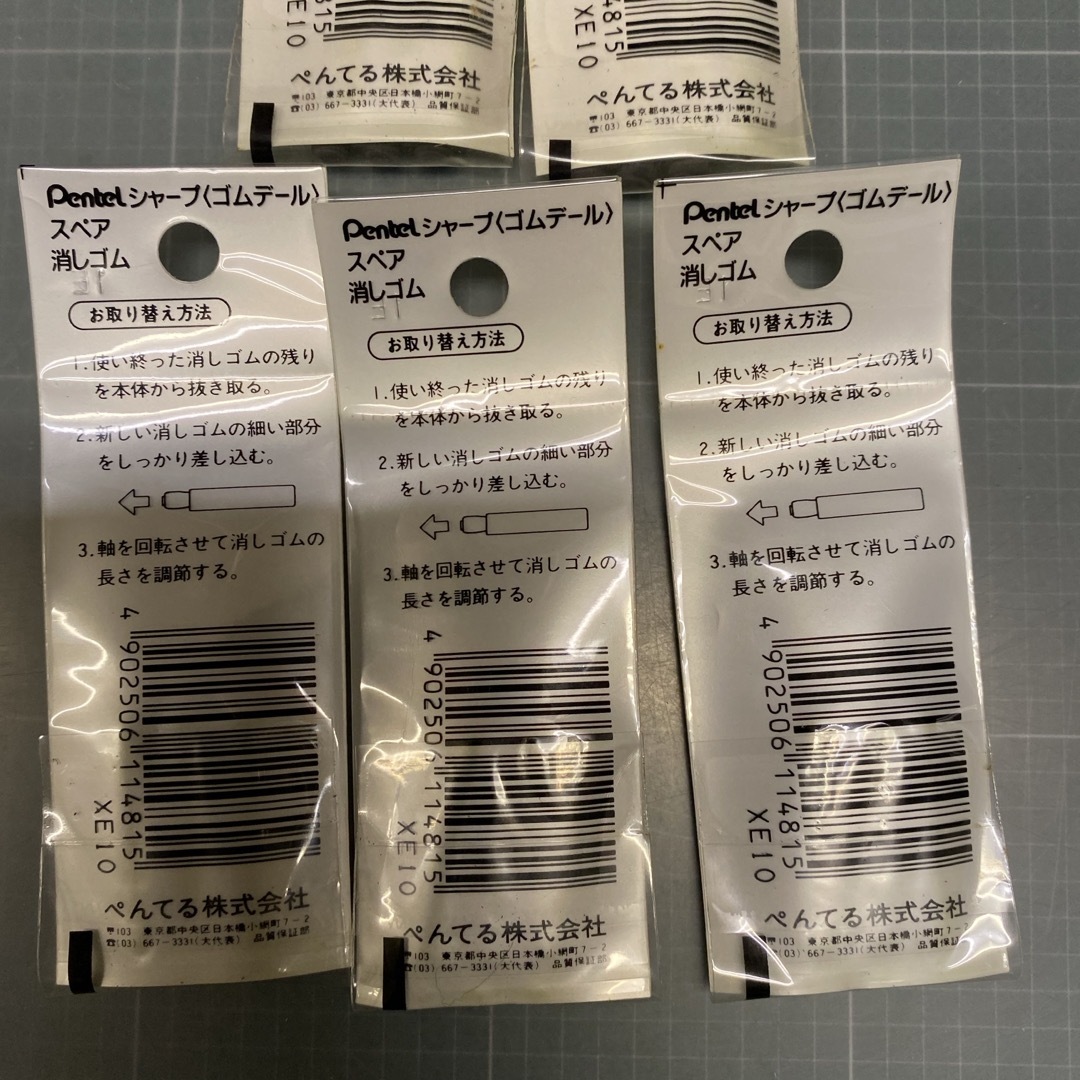 4815
XE10
ぺんてる株式会社
〒103 東京都中央区日本橋小網町7-2
☎(03) 667-3331(大代表) 品質保証部
4815
XE10
ぺんてる株式会社
〒103 東京都中央区日本橋小網町7-2
☎(03) 667-3331(大代表) 品質保証部
Pentelシャープ〈ゴムデール〉
スペア
消しゴム
お取り替え方法
1.使い終った消しゴムの残り
を本体から抜き取る。
2.新しい消しゴムの細い部分
をしっかり差し込む。
3.軸を回転させて消しゴムの
長さを調節する。
4 902506 114815
XE10
ぺんてる株式会社
〒103 東京都中央区日本橋小網町7-2
☎(03) 667-3331(大代表) 品質保証部
Pentelシャープ〈ゴムデール〉
スペア
消しゴム
お取り替え方法
1.使い終った消しゴムの残り
を本体から抜き取る。
2.新しい消しゴムの細い部分
をしっかり差し込む。
3.軸を回転させて消しゴムの
長さを調節する。
4 902506 114815
XE10
ぺんてる株式会社
〒103 東京都中央区日本橋小網町7-2
☎(03) 667-3331(大代表) 品質保証部
Pentelシャープ〈ゴムデール〉
スペア
消しゴム
お取り替え方法
1.使い終った消しゴムの残り
を本体から抜き取る。
2.新しい消しゴムの細い部分
をしっかり差し込む。
3.軸を回転させて消しゴムの
長さを調節する。
4 902506 114815
XE10
ぺんてる株式会社
〒103 東京都中央区日本橋小網町7-2
☎(03) 667-3331(大代表) 品質保証部